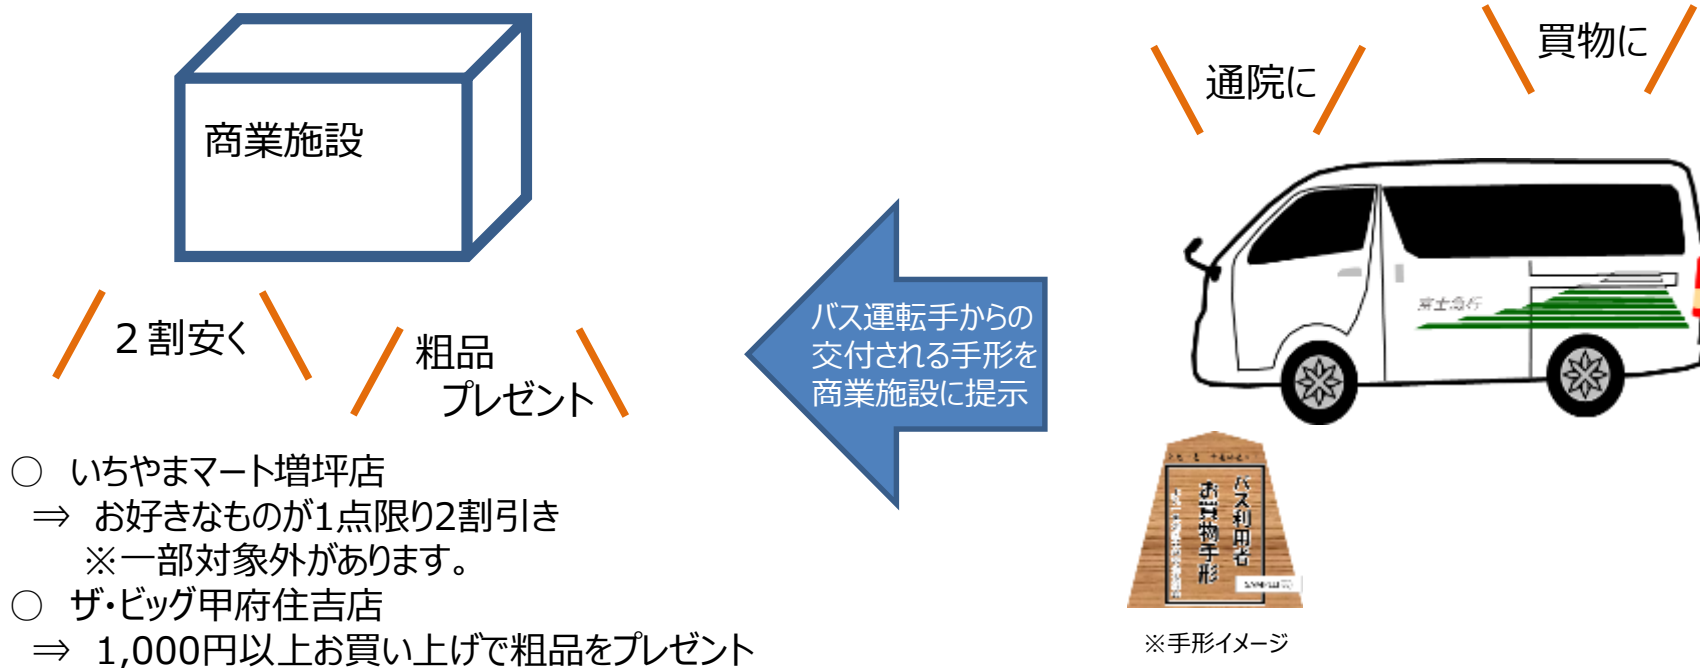 商業施設
通院に
買物に
2割安く
粗品
プレゼント
バス運転手からの
交付される手形を
商業施設に提示
富士急行
○　いちやまマート増坪店
⇒　お好きなものが1点限り2割引き
※一部対象外があります。
○　ザ・ビッグ甲府住吉店
⇒　1,000円以上お買い上げで粗品をプレゼント
バス利用者
お買物手形
※手形イメージ